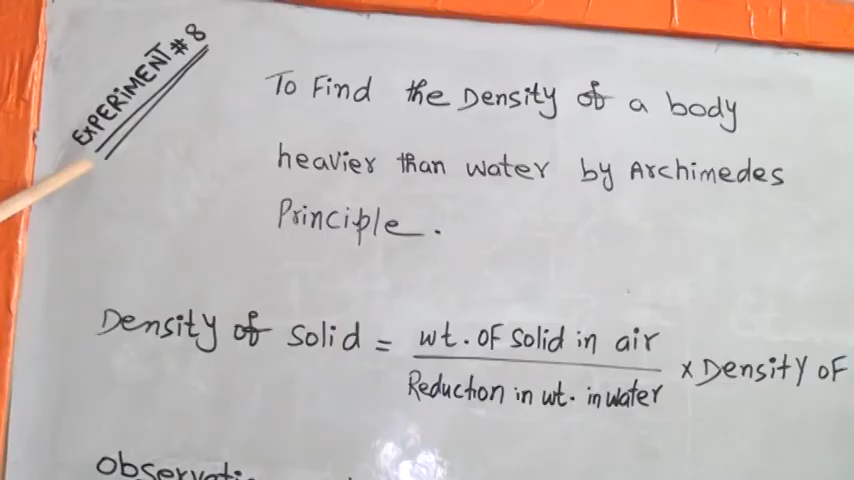 EXPERIMENT # 8
To Find the Density of a body
heavier than water by Archimedes
Principle.
Density of Solid = wt. OF Solid in air
Reduction in wt. in water
x Density OF